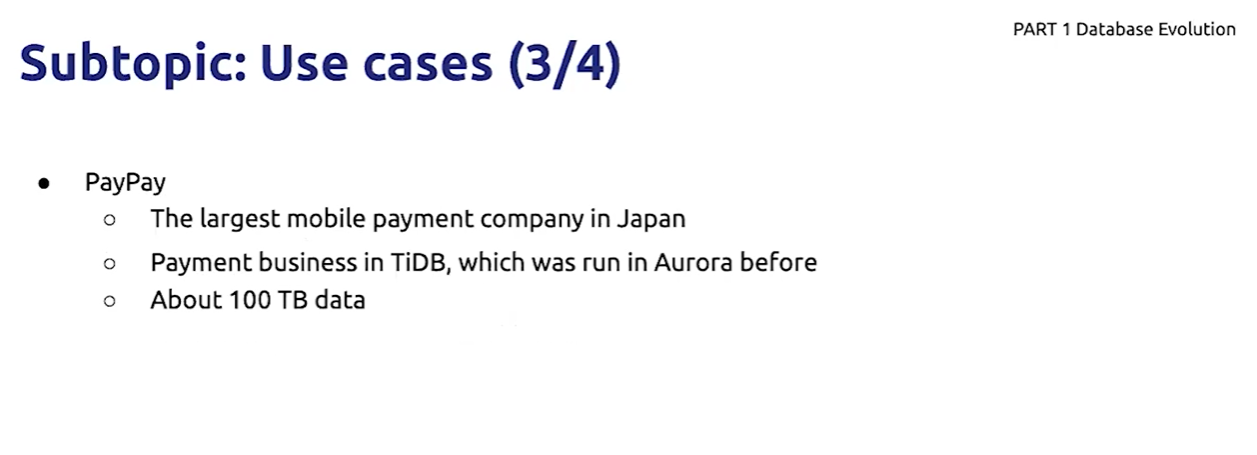 PART 1 Database Evolution
Subtopic: Use cases (3/4)
● PayPay
○ The largest mobile payment company in Japan
○ Payment business in TiDB, which was run in Aurora before
○ About 100 TB data